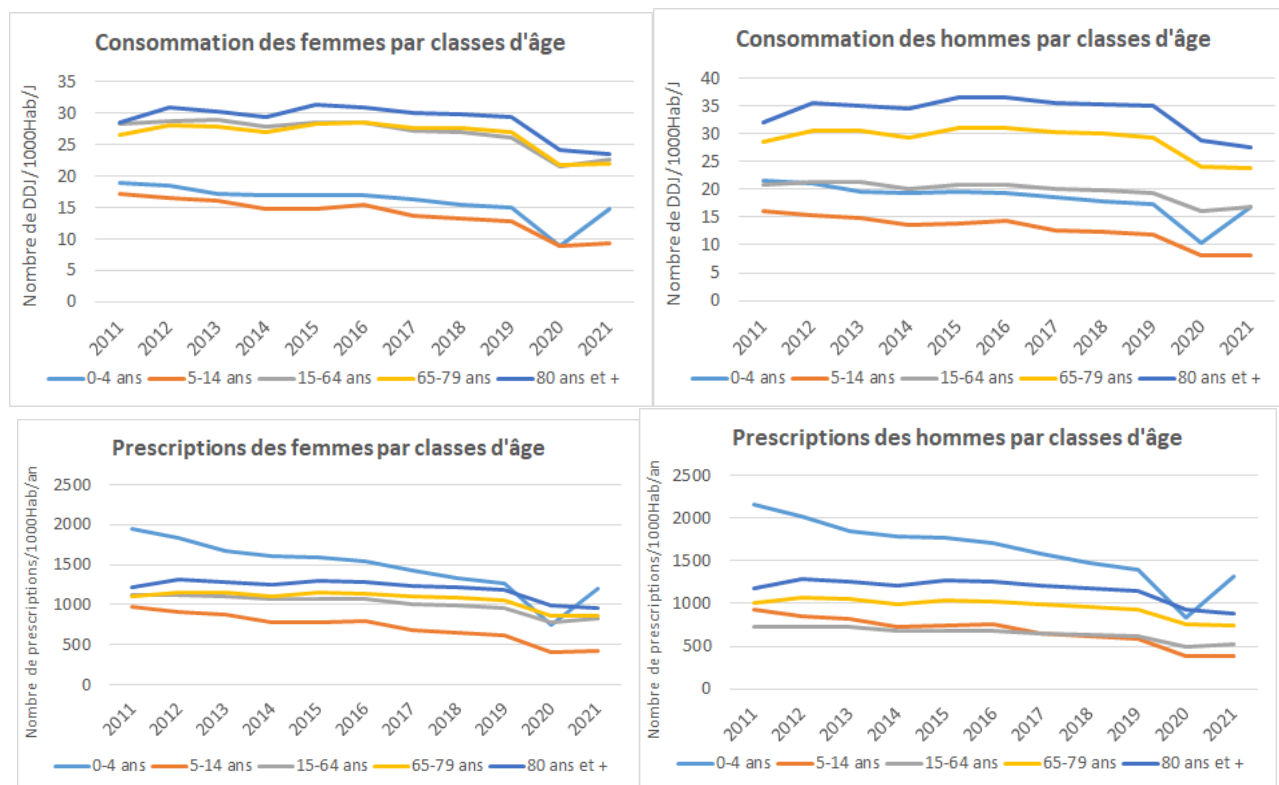 Consommation des femmes par classes d'âge
Nombre de DDJ/1000Hab/J
35
30
25
20
15
10
5
0
2011 2012 2013 2014 2015 2016 2017 2018 2019 2020 2021
0-4 ans 5-14 ans 15-64 ans 65-79 ans 80 ans et +
Consommation des hommes par classes d'âge
Nombre de DDJ/1000Hab/J
40
35
30
25
20
15
10
5
0
2011 2012 2013 2014 2015 2016 2017 2018 2019 2020 2021
0-4 ans 5-14 ans 15-64 ans 65-79 ans 80 ans et +
Prescriptions des femmes par classes d'âge
Nombre de prescriptions/1000Hab/an
2500
2000
1500
1000
500
0
2011 2012 2013 2014 2015 2016 2017 2018 2019 2020 2021
0-4 ans 5-14 ans 15-64 ans 65-79 ans 80 ans et +
Prescriptions des hommes par classes d'âge
Nombre de prescriptions/1000Hab/an
2500
2000
1500
1000
500
0
2011 2012 2013 2014 2015 2016 2017 2018 2019 2020 2021
0-4 ans 5-14 ans 15-64 ans 65-79 ans 80 ans et +